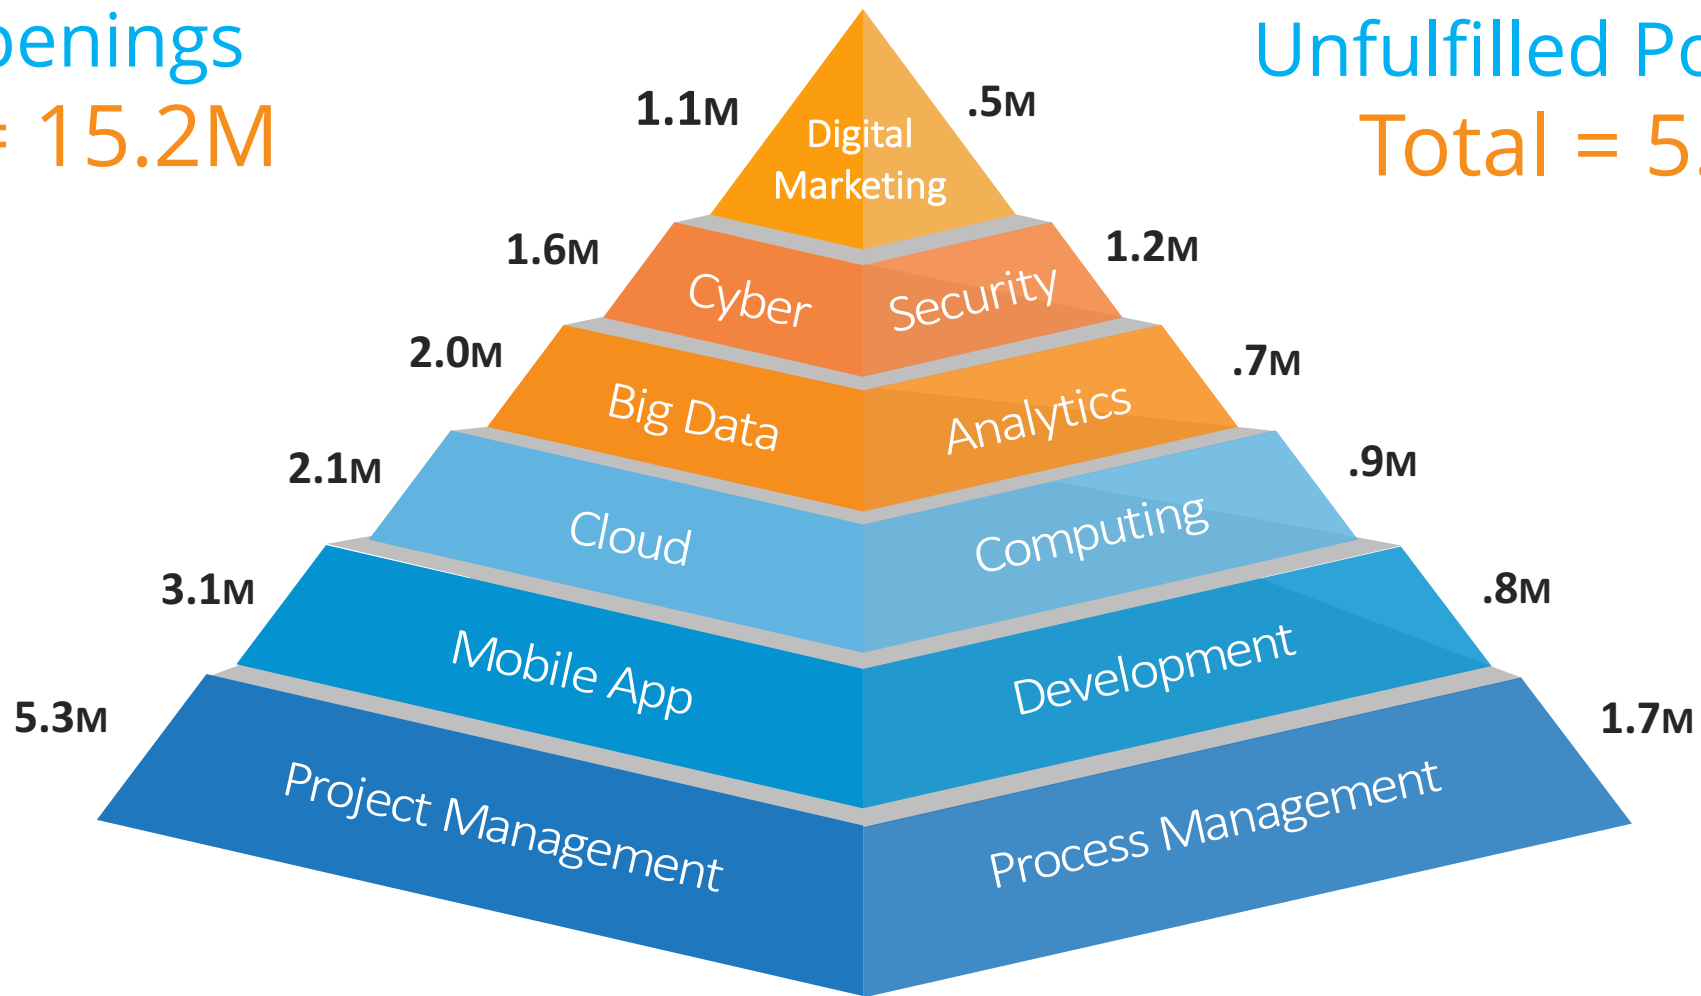 penings
= 15.2M
Unfulfilled Po
Total = 5.
1.1M
Digital
Marketing
.5M
1.6M
Cyber Security
1.2M
2.0M
Big Data Analytics
.7M
2.1M
Cloud Computing
.9M
3.1M
Mobile App Development
.8M
5.3M
Project Management Process Management
1.7M